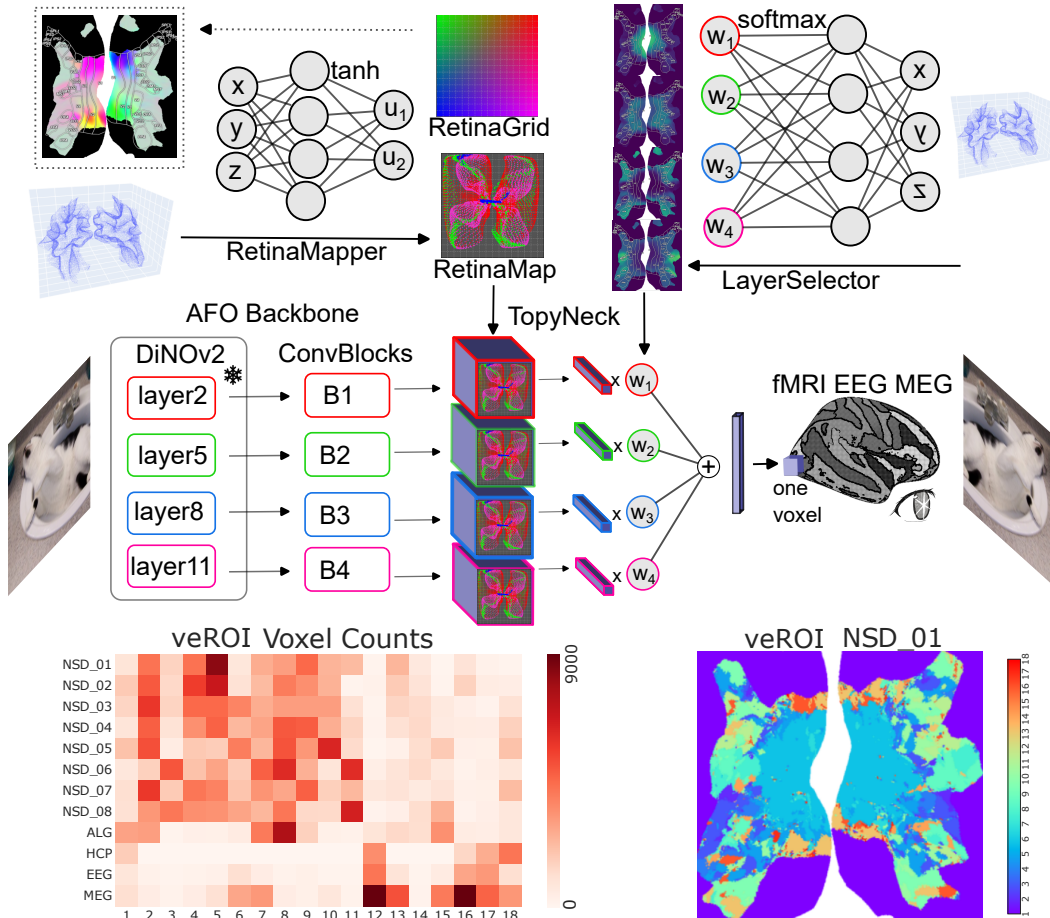 softmax
tanh
x
y
z
u1
u2
RetinaGrid
w1
w2
w3
w4
x
y
z
RetinaMapper
RetinaMap
LayerSelector
AFO Backbone
TopyNeck
DiNOv2
ConvBlocks
fMRI EEG MEG
layer2
B1
x
w1
layer5
B2
x
w2
layer8
B3
x
w3
layer11
B4
x
w4
+
one
voxel
veROI Voxel Counts
NSD_01
NSD_02
NSD_03
NSD_04
NSD_05
NSD_06
NSD_07
NSD_08
ALG
HCP
EEG
MEG
1 2 3 4 5 6 7 8 9 10 11 12 13 14 15 16 17 18
9000
0
veROI NSD_01
1 2 3 4 5 6 7 8 9 10 11 12 13 14 15 16 17 18